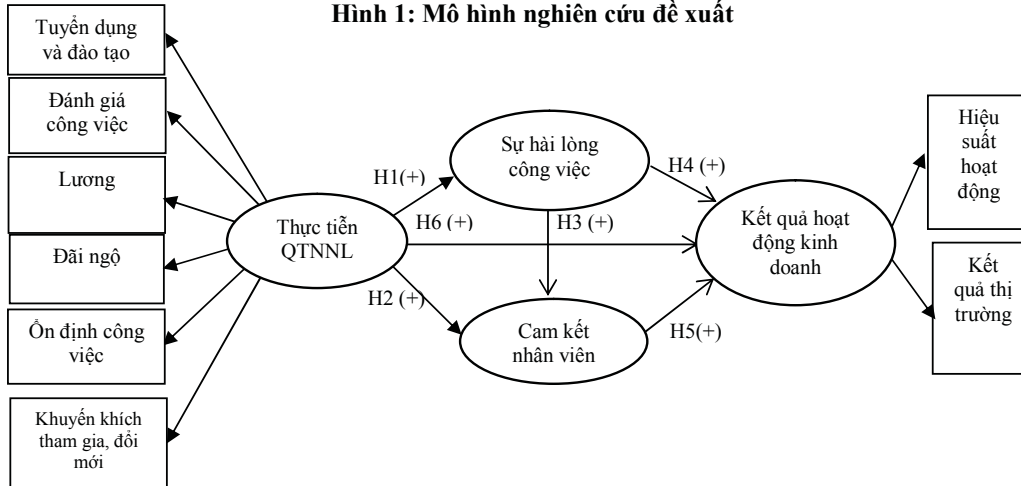 Hình 1: Mô hình nghiên cứu đề xuất
Tuyển dụng
và đào tạo
Đánh giá
công việc
Lương
Đãi ngộ
Ổn định công
việc
Khuyến khích
tham gia, đổi
mới
Thực tiễn
QTNNL
H1(+)
H6 (+)
H2 (+)
Sự hài lòng
công việc
H3 (+)
Cam kết
nhân viên
H4 (+)
H5(+)
Kết quả hoạt
động kinh
doanh
Hiệu
suất
hoạt
động
Kết
quả thị
trường